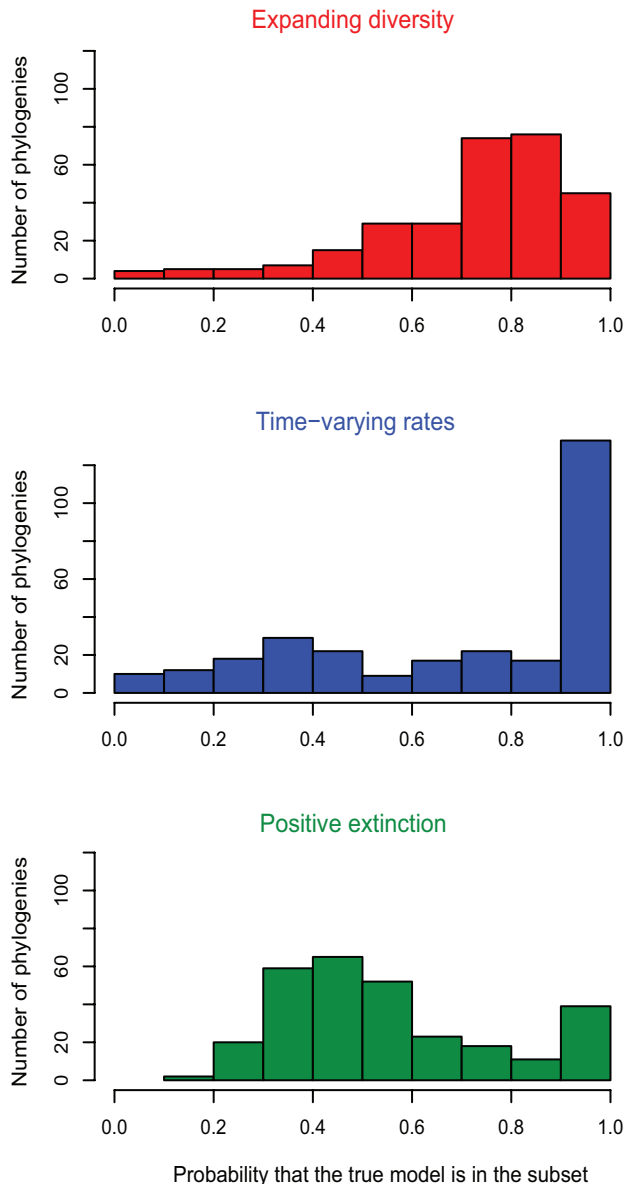 Expanding diversity
Number of phylogenies
100
60
20
0
0.0 0.2 0.4 0.6 0.8 1.0
Time−varying rates
Number of phylogenies
100
60
20
0
0.0 0.2 0.4 0.6 0.8 1.0
Positive extinction
Number of phylogenies
100
60
20
0
0.0 0.2 0.4 0.6 0.8 1.0
Probability that the true model is in the subset